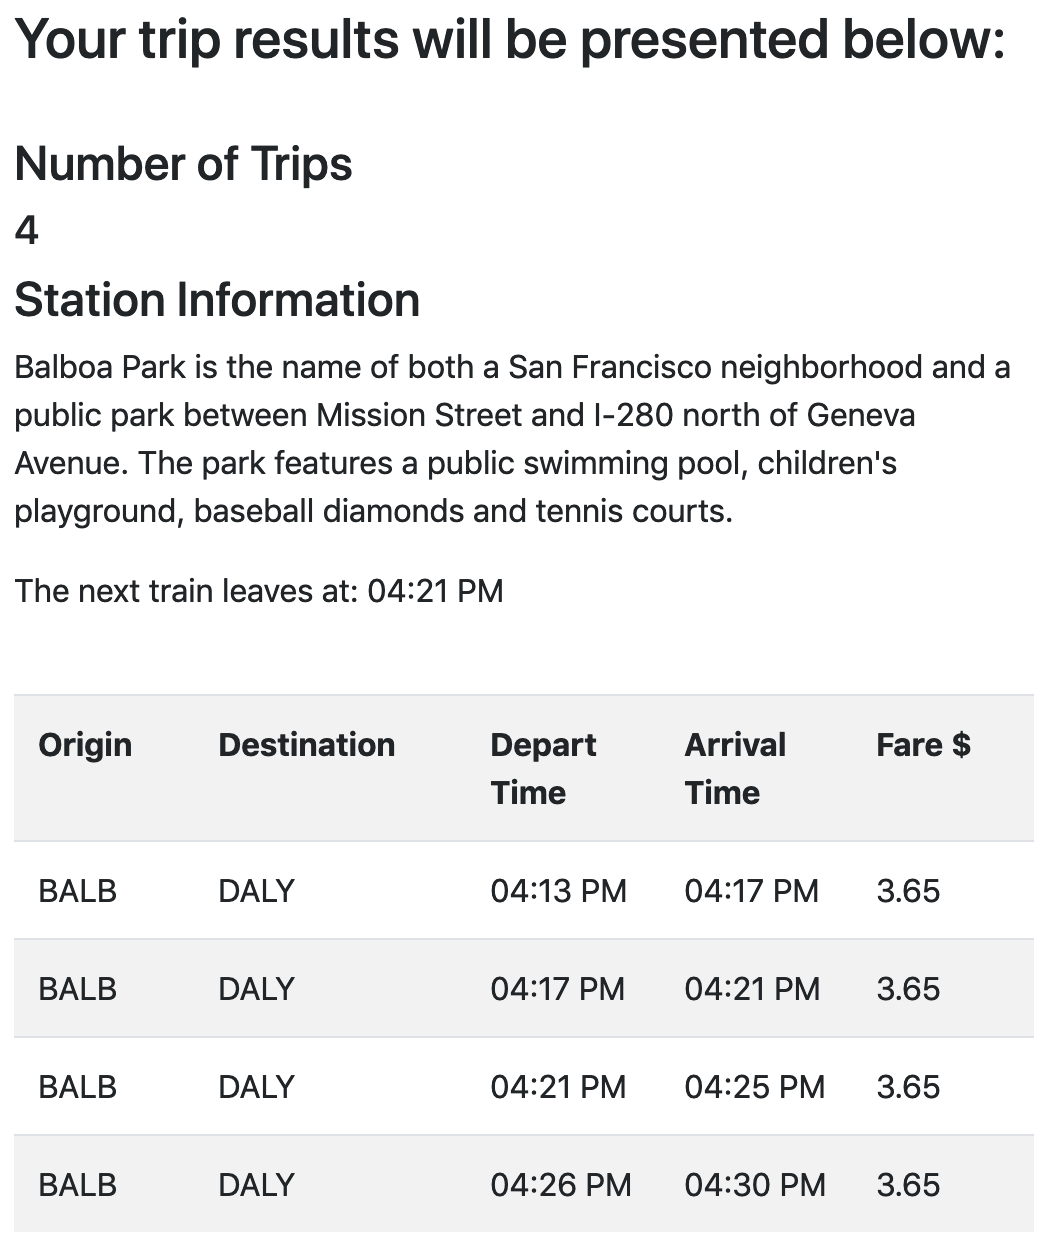 Your trip results will be presented below:
Number of Trips
4
Station Information
Balboa Park is the name of both a San Francisco neighborhood and a
public park between Mission Street and I-280 north of Geneva
Avenue. The park features a public swimming pool, children's
playground, baseball diamonds and tennis courts.
The next train leaves at: 04:21 PM
Origin Destination Depart Time Arrival Time Fare $
BALB DALY 04:13 PM 04:17 PM 3.65
BALB DALY 04:17 PM 04:21 PM 3.65
BALB DALY 04:21 PM 04:25 PM 3.65
BALB DALY 04:26 PM 04:30 PM 3.65